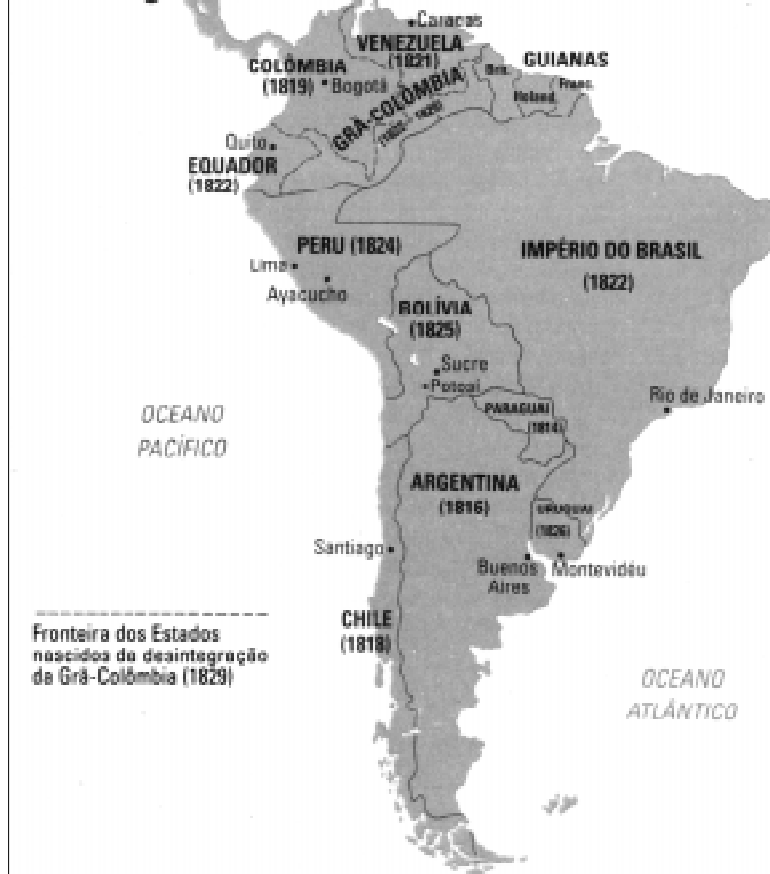 Caracas
VENEZUELA
(1821)
GUIANAS
COLÔMBIA
(1819)
Bogotá
GRÃ-COLÔMBIA
Bri.
Franc.
Holand.
Quito
EQUADOR
(1822)
PERU (1824)
IMPÉRIO DO BRASIL
(1822)
Lima
Ayacucho
BOLÍVIA
(1825)
Sucre
Potosí
Rio de Janeiro
PARAGUAI
(1814)
OCEANO
PACÍFICO
ARGENTINA
(1816)
URUGUAI
Santiago
Buenos
Aires
Montevidéu
CHILE
(1818)
Fronteira dos Estados
nascidos da desintegração
da Grã-Colômbia (1829)
OCEANO
ATLÂNTICO